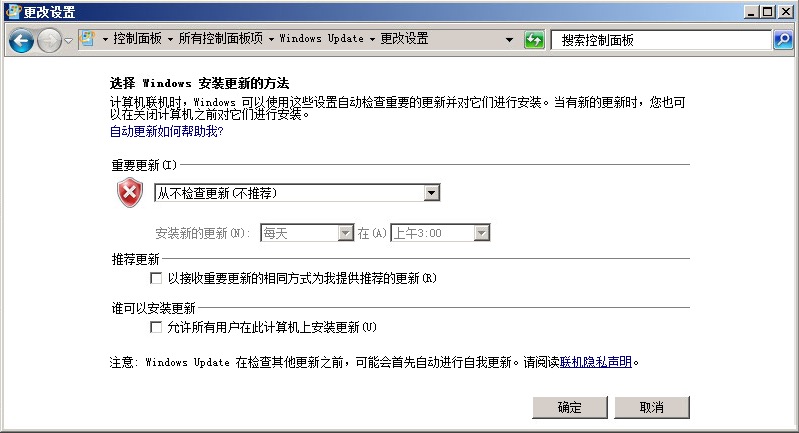 更改设置
控制面板 所有控制面板项 Windows Update 更改设置
搜索控制面板
选择 Windows 安装更新的方法
计算机联机时，Windows 可以使用这些设置自动检查重要的更新并对它们进行安装。当有新的更新时，您也可
以在关闭计算机之前对它们进行安装。
自动更新如何帮助我?
重要更新(I)
从不检查更新(不推荐)
安装新的更新(N): 每天 在(A) 上午3:00
推荐更新
以接收重要更新的相同方式为我提供推荐的更新(R)
谁可以安装更新
允许所有用户在此计算机上安装更新(U)
注意: Windows Update 在检查其他更新之前，可能会首先自动进行自我更新。请阅读联机隐私声明。
确定 取消